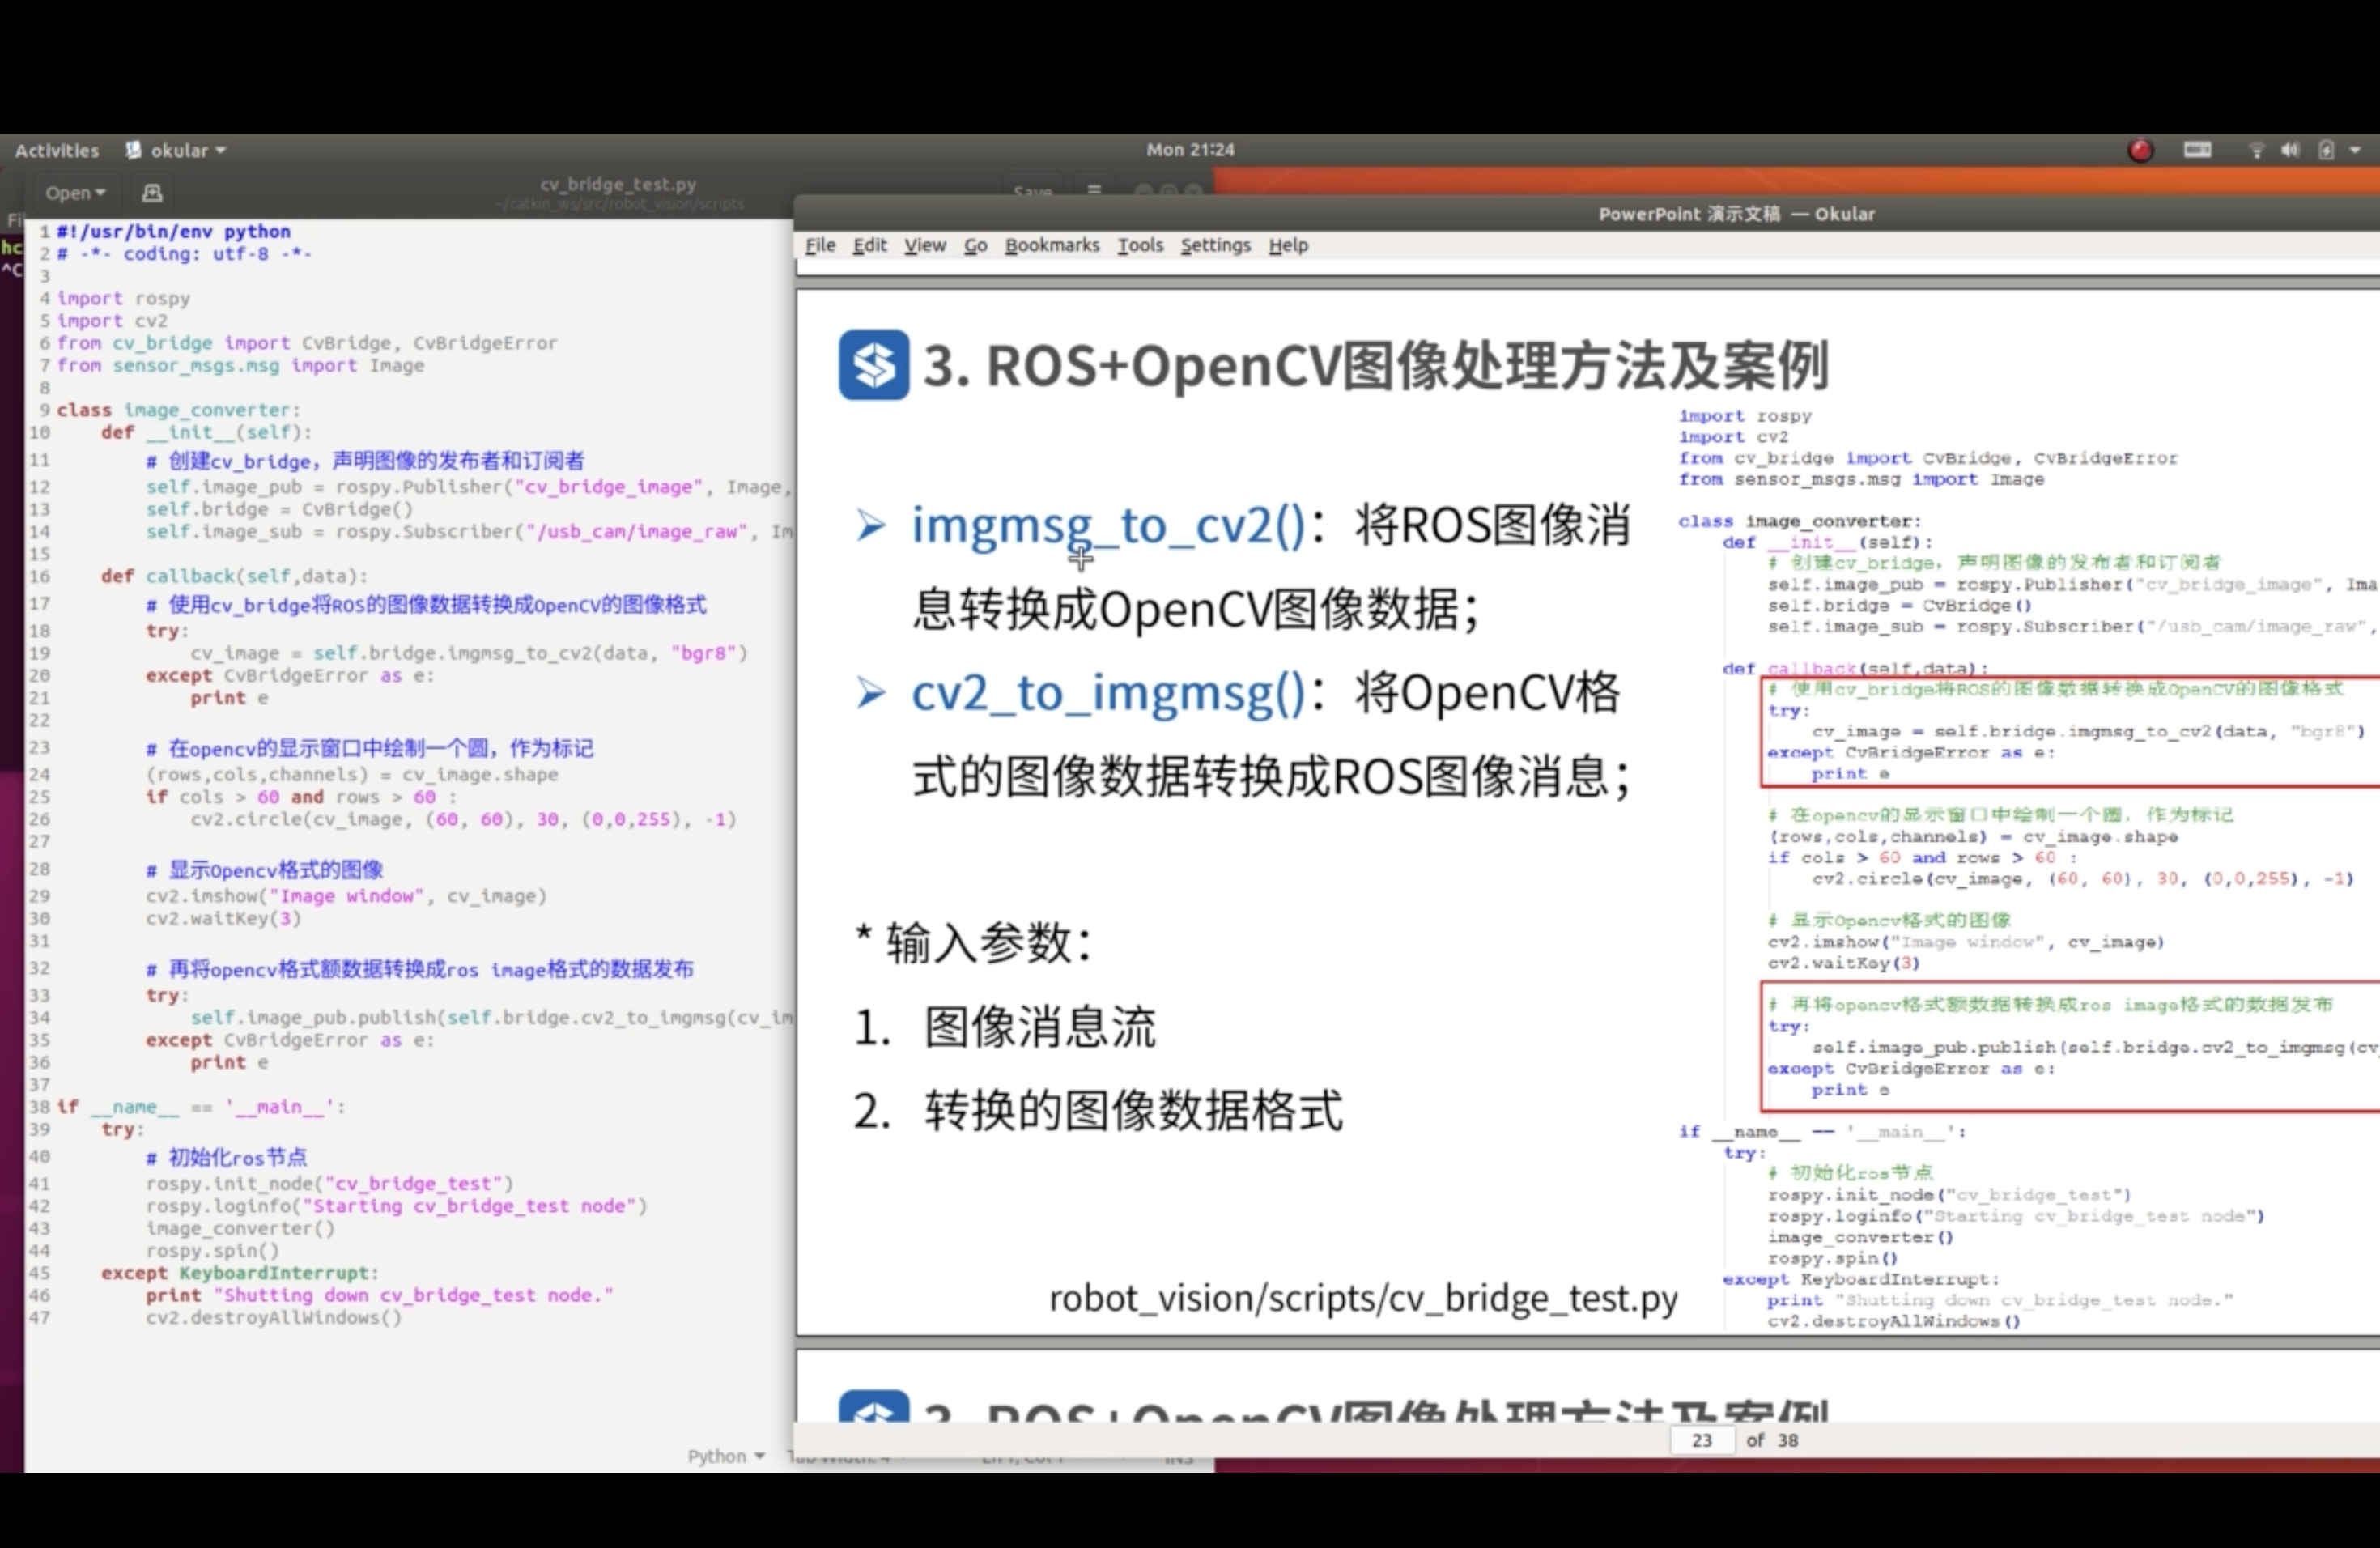 Activities okular Mon 21:24
Open cv_bridge_test.py Save
~/catkin_ws/src/robot_vision/scripts
Fi
hc
^C
1 #!/usr/bin/env python
2 # -*- coding: utf-8 -*-
3
4 import rospy
5 import cv2
6 from cv_bridge import CvBridge, CvBridgeError
7 from sensor_msgs.msg import Image
8
9 class image_converter:
10 def __init__(self):
11 # 创建cv_bridge，声明图像的发布者和订阅者
12 self.image_pub = rospy.Publisher("cv_bridge_image", Image,
13 self.bridge = CvBridge()
14 self.image_sub = rospy.Subscriber("/usb_cam/image_raw", Im
15
16 def callback(self,data):
17 # 使用cv_bridge将ROS的图像数据转换成OpenCV的图像格式
18 try:
19 cv_image = self.bridge.imgmsg_to_cv2(data, "bgr8")
20 except CvBridgeError as e:
21 print e
22
23 # 在opencv的显示窗口中绘制一个圆，作为标记
24 (rows,cols,channels) = cv_image.shape
25 if cols > 60 and rows > 60 :
26 cv2.circle(cv_image, (60, 60), 30, (0,0,255), -1)
27
28 # 显示Opencv格式的图像
29 cv2.imshow("Image window", cv_image)
30 cv2.waitKey(3)
31
32 # 再将opencv格式额数据转换成ros image格式的数据发布
33 try:
34 self.image_pub.publish(self.bridge.cv2_to_imgmsg(cv_im
35 except CvBridgeError as e:
36 print e
37
38 if __name__ == '__main__':
39 try:
40 # 初始化ros节点
41 rospy.init_node("cv_bridge_test")
42 rospy.loginfo("Starting cv_bridge_test node")
43 image_converter()
44 rospy.spin()
45 except KeyboardInterrupt:
46 print "Shutting down cv_bridge_test node."
47 cv2.destroyAllWindows()
Python
PowerPoint 演示文稿 — Okular
File Edit View Go Bookmarks Tools Settings Help
3. ROS+OpenCV图像处理方法及案例
➢ imgmsg_to_cv2()：将ROS图像消
息转换成OpenCV图像数据；
➢ cv2_to_imgmsg()：将OpenCV格
式的图像数据转换成ROS图像消息；
* 输入参数：
1. 图像消息流
2. 转换的图像数据格式
robot_vision/scripts/cv_bridge_test.py
import rospy
import cv2
from cv_bridge import CvBridge, CvBridgeError
from sensor_msgs.msg import Image
class image_converter:
def __init__(self):
# 创建cv_bridge，声明图像的发布者和订阅者
self.image_pub = rospy.Publisher("cv_bridge_image", Ima
self.bridge = CvBridge()
self.image_sub = rospy.Subscriber("/usb_cam/image_raw",
def callback(self,data):
# 使用cv_bridge将ROS的图像数据转换成OpenCV的图像格式
try:
cv_image = self.bridge.imgmsg_to_cv2(data, "bgr8")
except CvBridgeError as e:
print e
# 在opencv的显示窗口中绘制一个圆，作为标记
(rows,cols,channels) = cv_image.shape
if cols > 60 and rows > 60 :
cv2.circle(cv_image, (60, 60), 30, (0,0,255), -1)
# 显示Opencv格式的图像
cv2.imshow("Image window", cv_image)
cv2.waitKey(3)
# 再将opencv格式额数据转换成ros image格式的数据发布
try:
self.image_pub.publish(self.bridge.cv2_to_imgmsg(cv_
except CvBridgeError as e:
print e
if __name__ == '__main__':
try:
# 初始化ros节点
rospy.init_node("cv_bridge_test")
rospy.loginfo("Starting cv_bridge_test node")
image_converter()
rospy.spin()
except KeyboardInterrupt:
print "Shutting down cv_bridge_test node."
cv2.destroyAllWindows()
3. ROS+OpenCV图像处理方法及案例
23 of 38